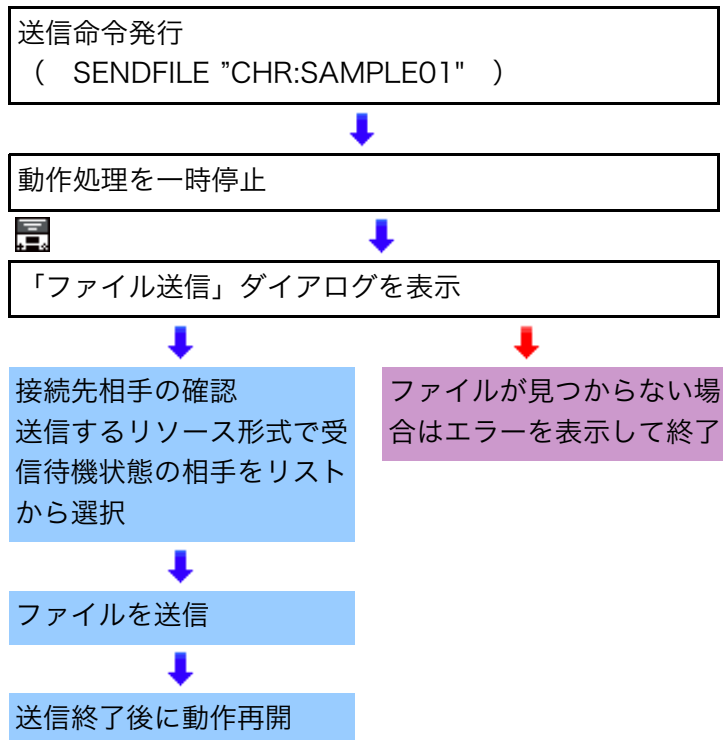 送信命令発行
（　SENDFILE ”CHR:SAMPLE01"　）
動作処理を一時停止
「ファイル送信」ダイアログを表示
接続先相手の確認
送信するリソース形式で受
信待機状態の相手をリスト
から選択
ファイルが見つからない場
合はエラーを表示して終了
ファイルを送信
送信終了後に動作再開